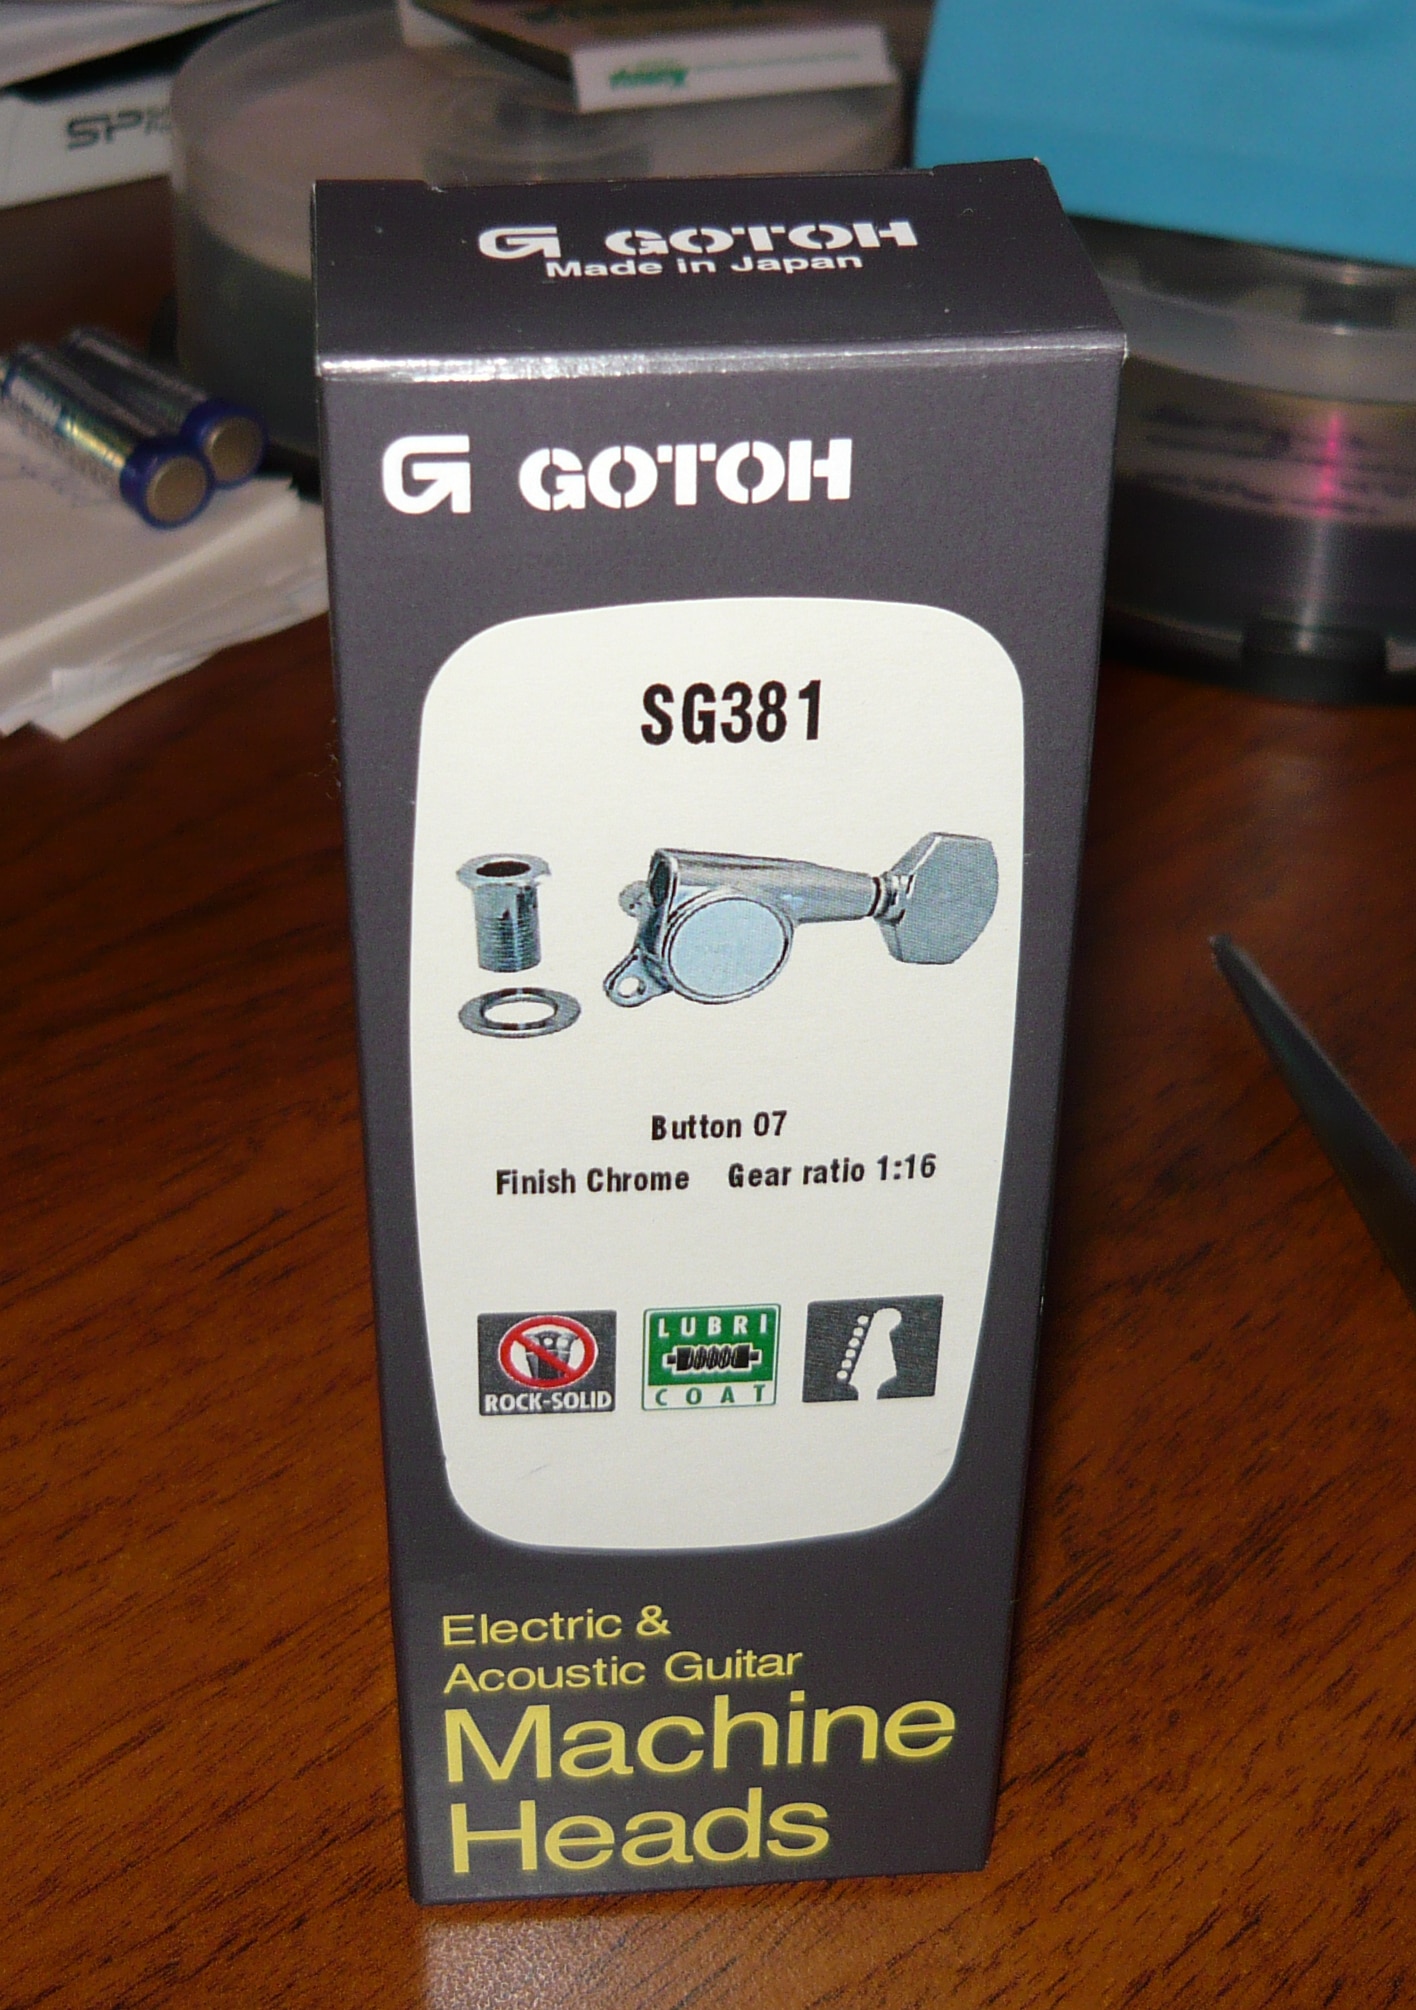 G GOTOH
Made in Japan
G GOTOH
SG381
Button 07
Finish Chrome Gear ratio 1:16
ROCK-SOLID
LUBRI
COAT
Electric &
Acoustic Guitar
Machine
Heads